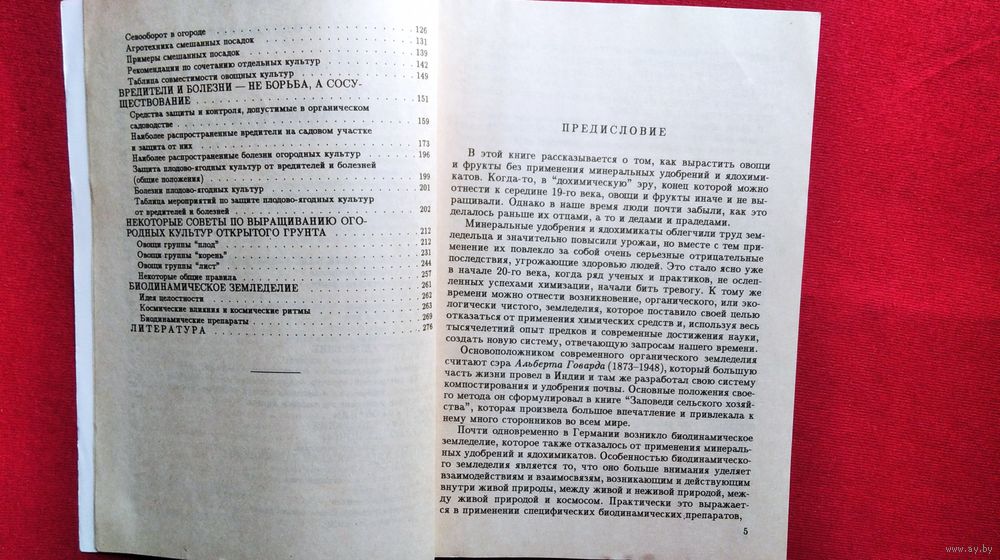 Севооборот в огороде 126
Агротехника смешанных посадок 131
Примеры смешанных посадок 139
Рекомендации по сочетанию отдельных культур 142
Таблица совместимости овощных культур 149
ВРЕДИТЕЛИ И БОЛЕЗНИ — НЕ БОРЬБА, А СОСУ-
ЩЕСТВОВАНИЕ 151
Средства защиты и контроля, допустимые в органическом
садоводстве 159
Наиболее распространенные вредители на садовом участке
и защита от них 173
Наиболее распространенные болезни огородных культур 196
Защита плодово-ягодных культур от вредителей и болезней
(общие положения) 199
Болезни плодово-ягодных культур 201
Таблица мероприятий по защите плодово-ягодных культур
от вредителей и болезней 202
НЕКОТОРЫЕ СОВЕТЫ ПО ВЫРАЩИВАНИЮ ОГО-
РОДНЫХ КУЛЬТУР ОТКРЫТОГО ГРУНТА 212
Овощи группы "плод" 212
Овощи группы "корень" 231
Овощи группы "лист" 244
Некоторые общие правила 257
БИОДИНАМИЧЕСКОЕ ЗЕМЛЕДЕЛИЕ 261
Идея целостности 262
Космические влияния и космические ритмы 263
Биодинамические препараты 269
ЛИТЕРАТУРА 276
ПРЕДИСЛОВИЕ
В этой книге рассказывается о том, как вырастить овощи
и фрукты без применения минеральных удобрений и ядохими-
катов. Когда-то, в "дохимическую" эру, конец которой можно
отнести к середине 19-го века, овощи и фрукты иначе и не вы-
ращивали. Однако в наше время люди почти забыли, как это
делалось раньше их отцами, а то и дедами и прадедами.
Минеральные удобрения и ядохимикаты облегчили труд зем-
ледельца и значительно повысили урожаи, но вместе с тем при-
менение их повлекло за собой очень серьезные отрицательные
последствия, угрожающие здоровью людей. Это стало ясно уже
в начале 20-го века, когда ряд ученых и практиков, не ослеп-
ленных успехами химизации, начали бить тревогу. К тому же
времени можно отнести возникновение, органического, или эко-
логически чистого, земледелия, которое поставило своей целью
отказаться от применения химических средств и, используя весь
тысячелетний опыт предков и современные достижения науки,
создать новую систему, отвечающую запросам нашего времени.
Основоположником современного органического земледелия
считают сэра Альберта Говарда (1873–1948), который большую
часть жизни провел в Индии и там же разработал свою систему
компостирования и удобрения почвы. Основные положения свое-
го метода он сформулировал в книге "Заповеди сельского хозяй-
ства", которая произвела большое впечатление и привлекала к
нему много сторонников во всем мире.
Почти одновременно в Германии возникло биодинамическое
земледелие, которое также отказалось от применения минераль-
ных удобрений и ядохимикатов. Особенностью биодинамическо-
го земледелия является то, что оно больше внимания уделяет
взаимодействиям и взаимосвязям, возникающим и действующим
внутри живой природы, между живой и неживой природой, меж-
ду живой природой и космосом. Практически это выражает-
ся в применении специфических биодинамических препаратов,
5
www.ay.by